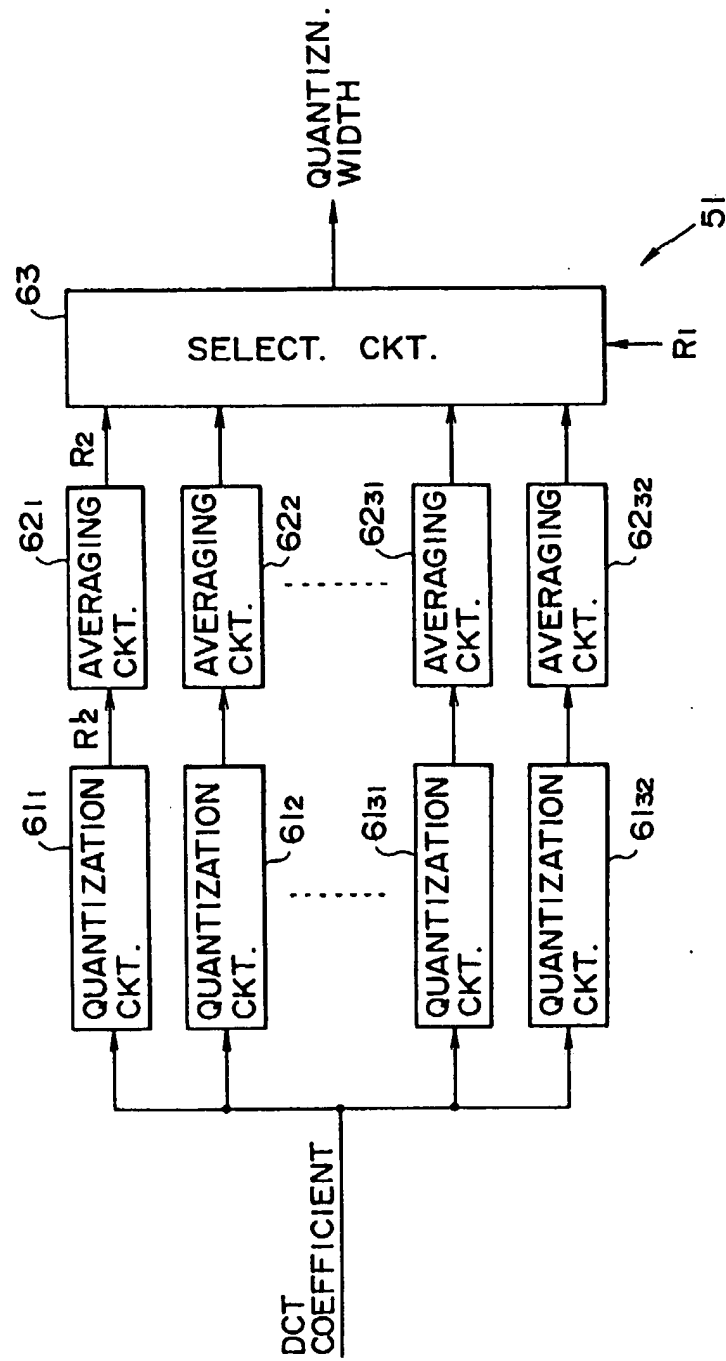 DCT
COEFFICIENT
611
QUANTIZATION
CKT.
R'2
621
AVERAGING
CKT.
R2
612
QUANTIZATION
CKT.
622
AVERAGING
CKT.
6131
QUANTIZATION
CKT.
6231
AVERAGING
CKT.
6132
QUANTIZATION
CKT.
6232
AVERAGING
CKT.
63
SELECT. CKT.
R1
QUANTIZN.
WIDTH
51